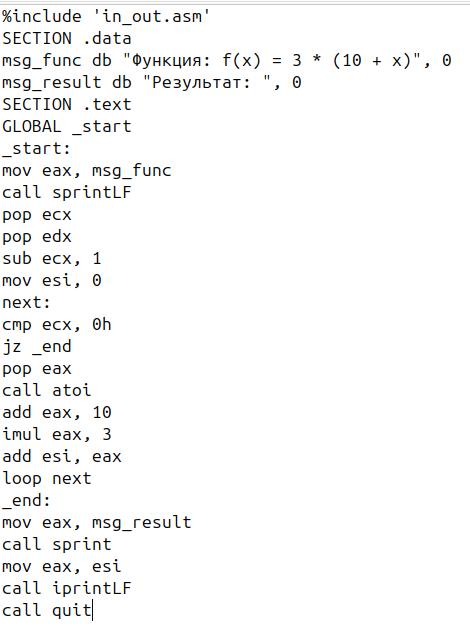 %include 'in_out.asm'
SECTION .data
msg_func db "Функция: f(x) = 3 * (10 + x)", 0
msg_result db "Результат: ", 0
SECTION .text
GLOBAL _start
_start:
mov eax, msg_func
call sprintLF
pop ecx
pop edx
sub ecx, 1
mov esi, 0
next:
cmp ecx, 0h
jz _end
pop eax
call atoi
add eax, 10
imul eax, 3
add esi, eax
loop next
_end:
mov eax, msg_result
call sprint
mov eax, esi
call iprintLF
call quit